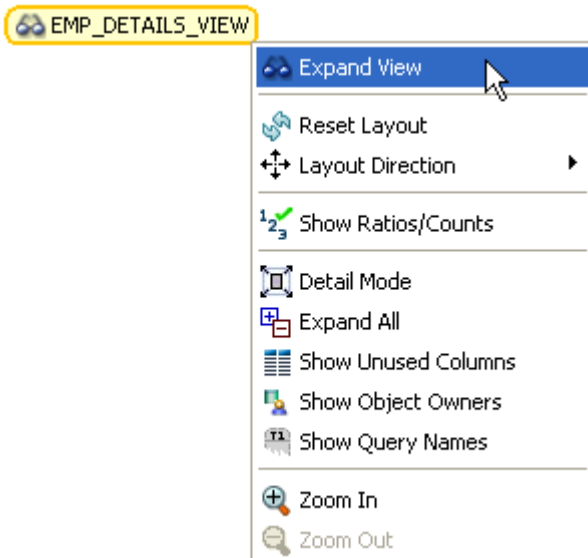 EMP_DETAILS_VIEW
Expand View
Reset Layout
Layout Direction
Show Ratios/Counts
Detail Mode
Expand All
Show Unused Columns
Show Object Owners
Show Query Names
Zoom In
Zoom Out